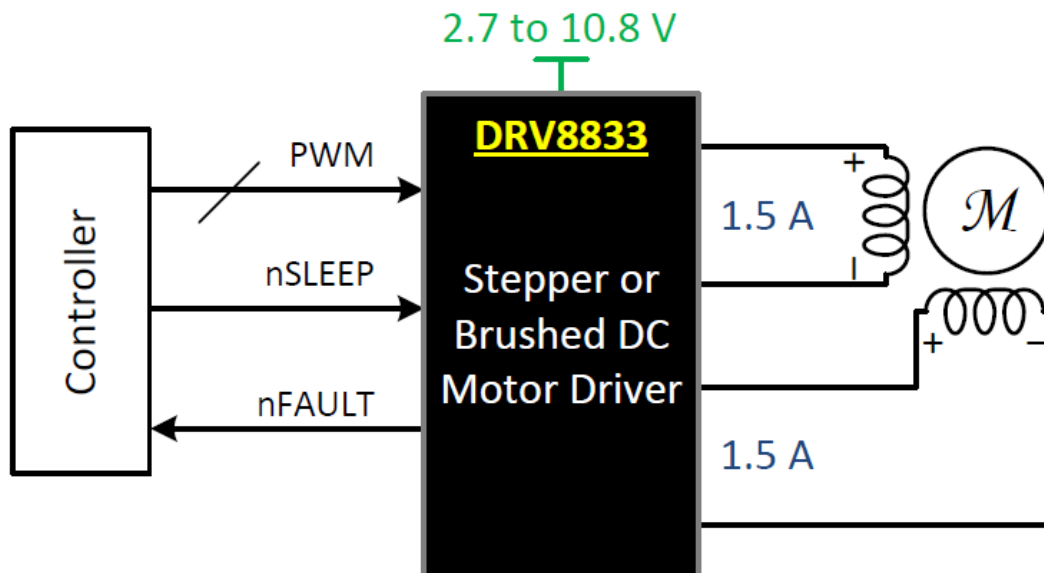 2.7 to 10.8 V
DRV8833
Stepper or
Brushed DC
Motor Driver
Controller
PWM
nSLEEP
nFAULT
1.5 A
1.5 A
+
−
M
+
−